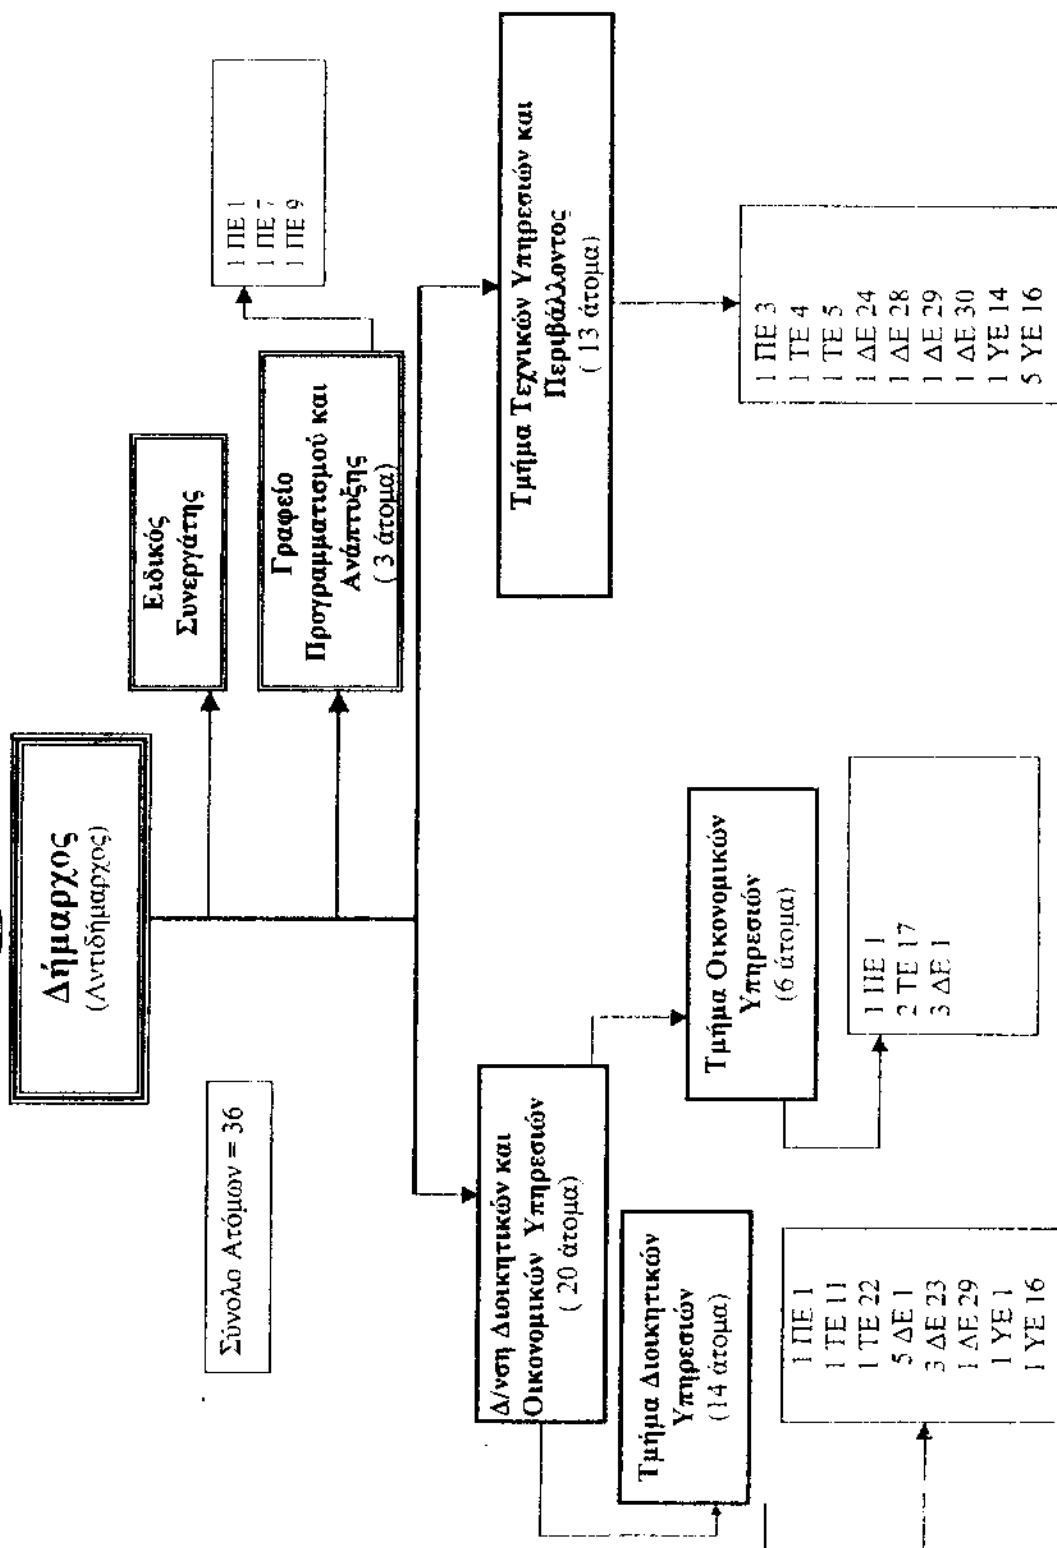 Δήμαρχος
(Αντιδήμαρχος)
Σύνολο Ατόμων = 36
Ειδικός
Συνεργάτης
Γραφείο
Προγραμματισμού και
Ανάπτυξης
( 3 άτομα)
1 ΠΕ 1
1 ΠΕ 7
1 ΠΕ 9
Δ/νση Διοικητικών και
Οικονομικών Υπηρεσιών
( 20 άτομα)
Τμήμα Τεχνικών Υπηρεσιών και
Περιβάλλοντος
( 13 άτομα)
Τμήμα Διοικητικών
Υπηρεσιών
(14 άτομα)
Τμήμα Οικονομικών
Υπηρεσιών
(6 άτομα)
1 ΠΕ 1
1 ΤΕ 11
1 ΤΕ 22
5 ΔΕ 1
3 ΔΕ 23
1 ΔΕ 29
1 ΥΕ 1
1 ΥΕ 16
1 ΠΕ 1
2 ΤΕ 17
3 ΔΕ 1
1 ΠΕ 3
1 ΤΕ 4
1 ΤΕ 5
1 ΔΕ 24
1 ΔΕ 28
1 ΔΕ 29
1 ΔΕ 30
1 ΥΕ 14
5 ΥΕ 16